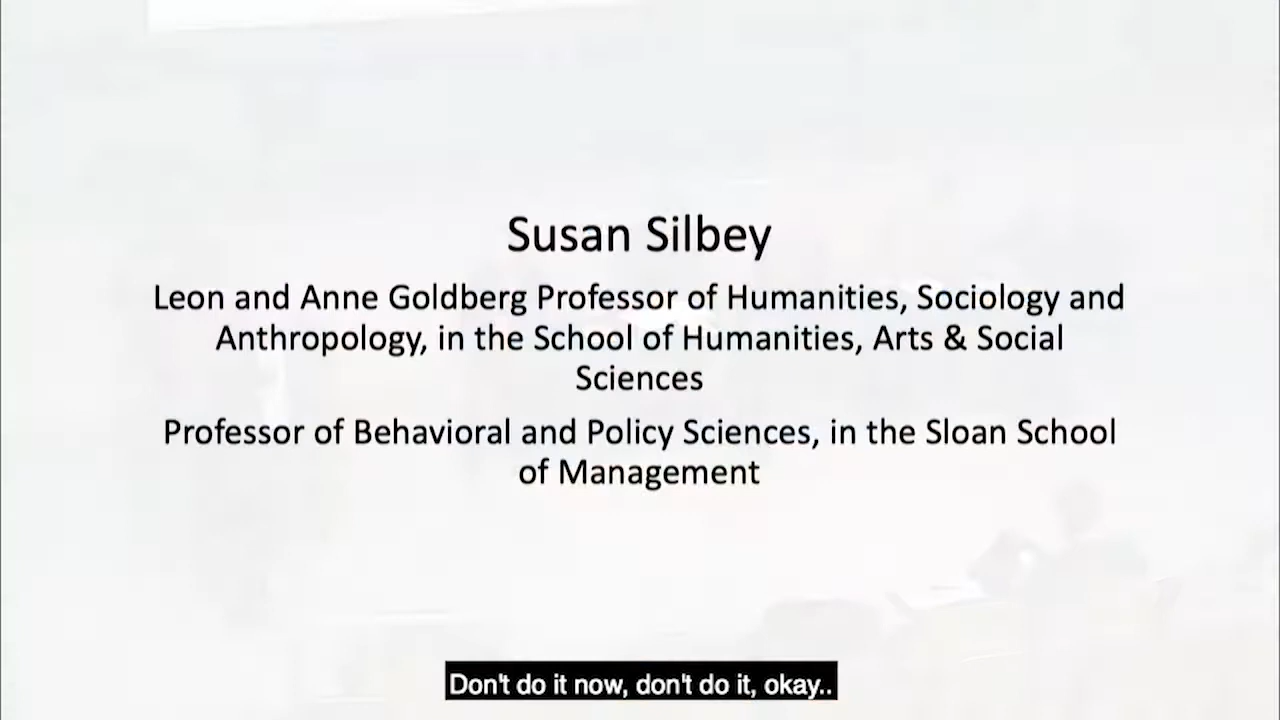 Susan Silbey
Leon and Anne Goldberg Professor of Humanities, Sociology and
Anthropology, in the School of Humanities, Arts & Social
Sciences
Professor of Behavioral and Policy Sciences, in the Sloan School
of Management
Don't do it now, don't do it, okay..